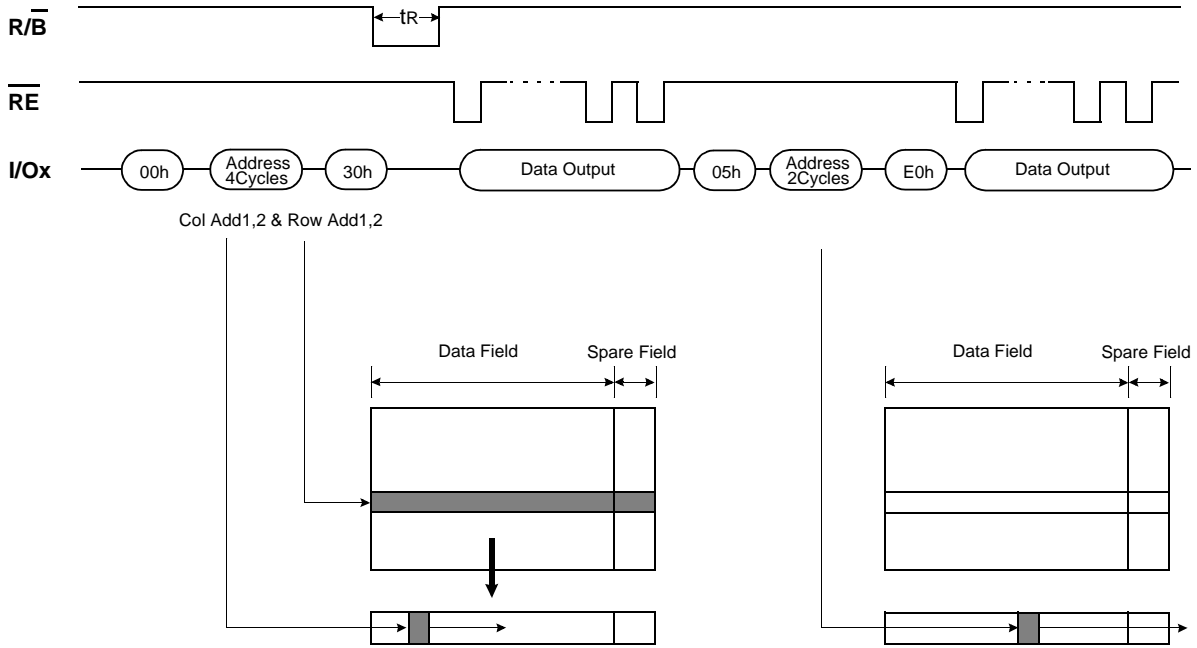 R/B̅
tR
R̅E̅
I/Ox
00h
Address
4Cycles
30h
Data Output
05h
Address
2Cycles
E0h
Data Output
Col Add1,2 & Row Add1,2
Data Field
Spare Field
Data Field
Spare Field